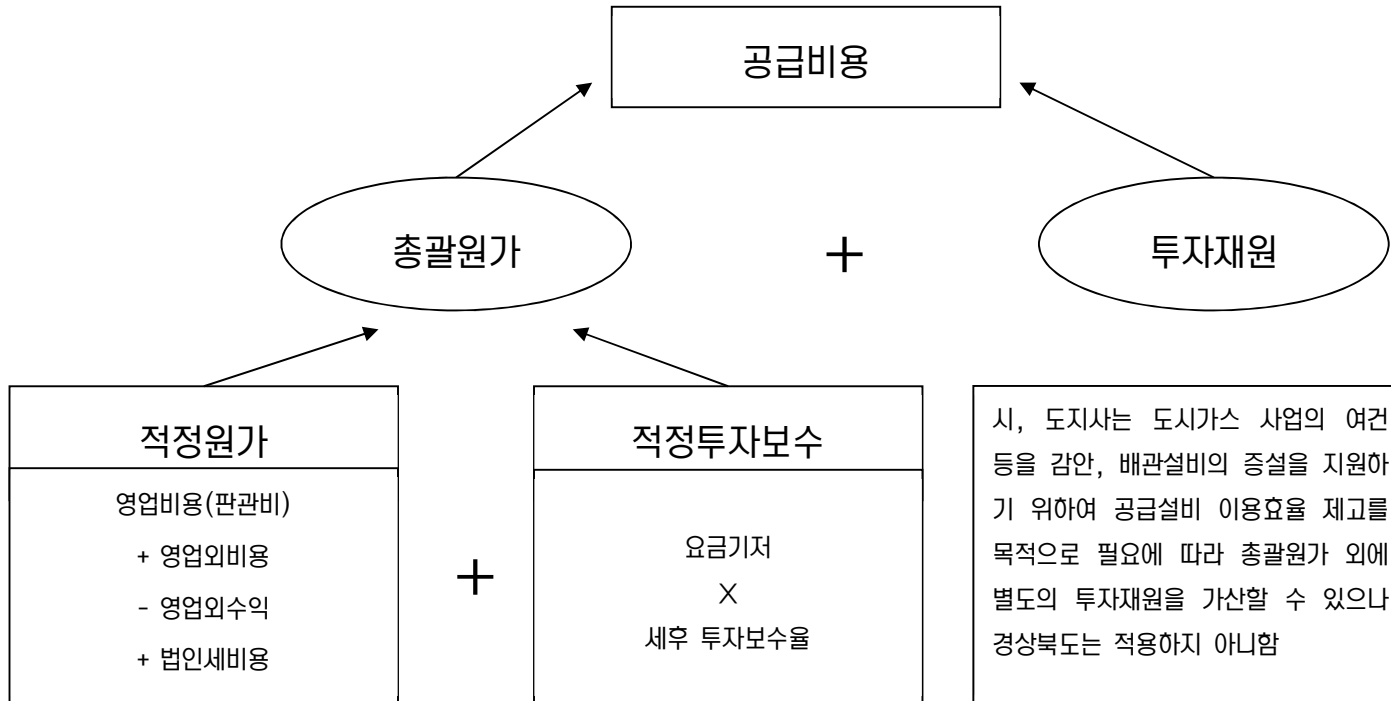 공급비용
총괄원가
+
투자재원
적정원가
영업비용(판관비)
+ 영업외비용
- 영업외수익
+ 법인세비용
+
적정투자보수
요금기저
X
세후 투자보수율
시, 도지사는 도시가스 사업의 여건
등을 감안, 배관설비의 증설을 지원하
기 위하여 공급설비 이용효율 제고를
목적으로 필요에 따라 총괄원가 외에
별도의 투자재원을 가산할 수 있으나
경상북도는 적용하지 아니함